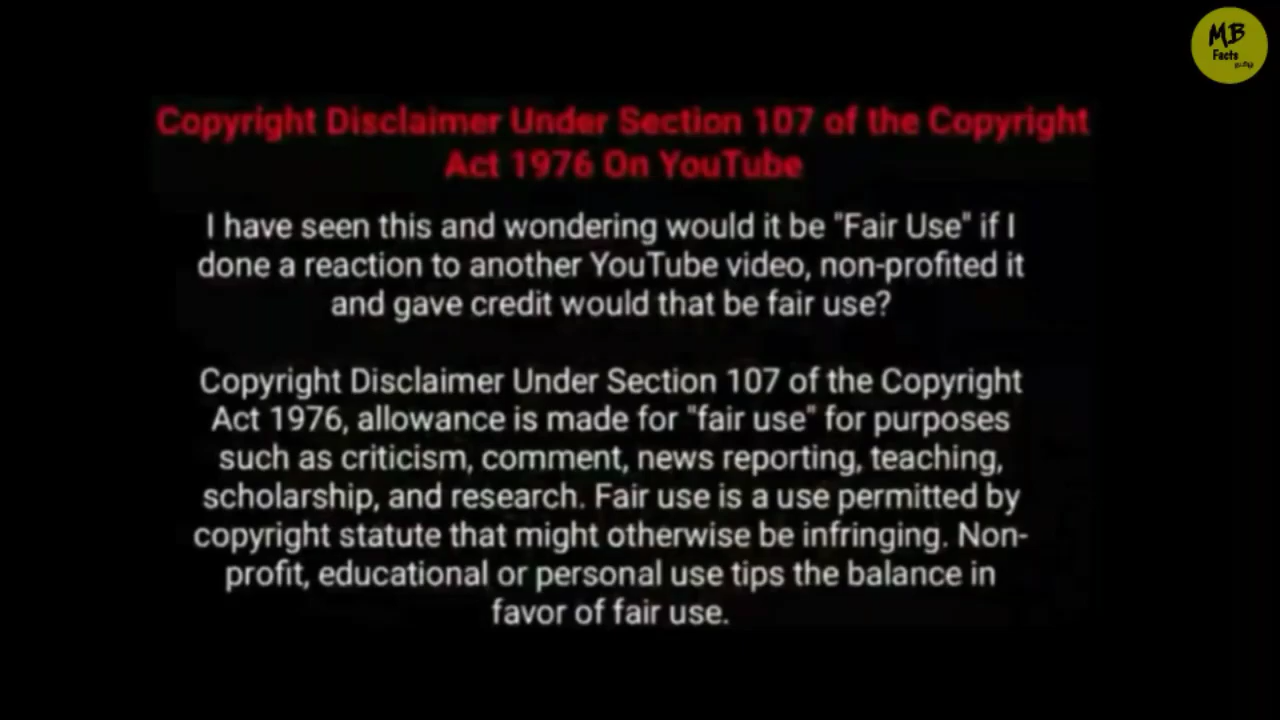 MB
Facts
தமிழ்
Copyright Disclaimer Under Section 107 of the Copyright
Act 1976 On YouTube
I have seen this and wondering would it be "Fair Use" if I
done a reaction to another YouTube video, non-profited it
and gave credit would that be fair use?
Copyright Disclaimer Under Section 107 of the Copyright
Act 1976, allowance is made for "fair use" for purposes
such as criticism, comment, news reporting, teaching,
scholarship, and research. Fair use is a use permitted by
copyright statute that might otherwise be infringing. Non-
profit, educational or personal use tips the balance in
favor of fair use.